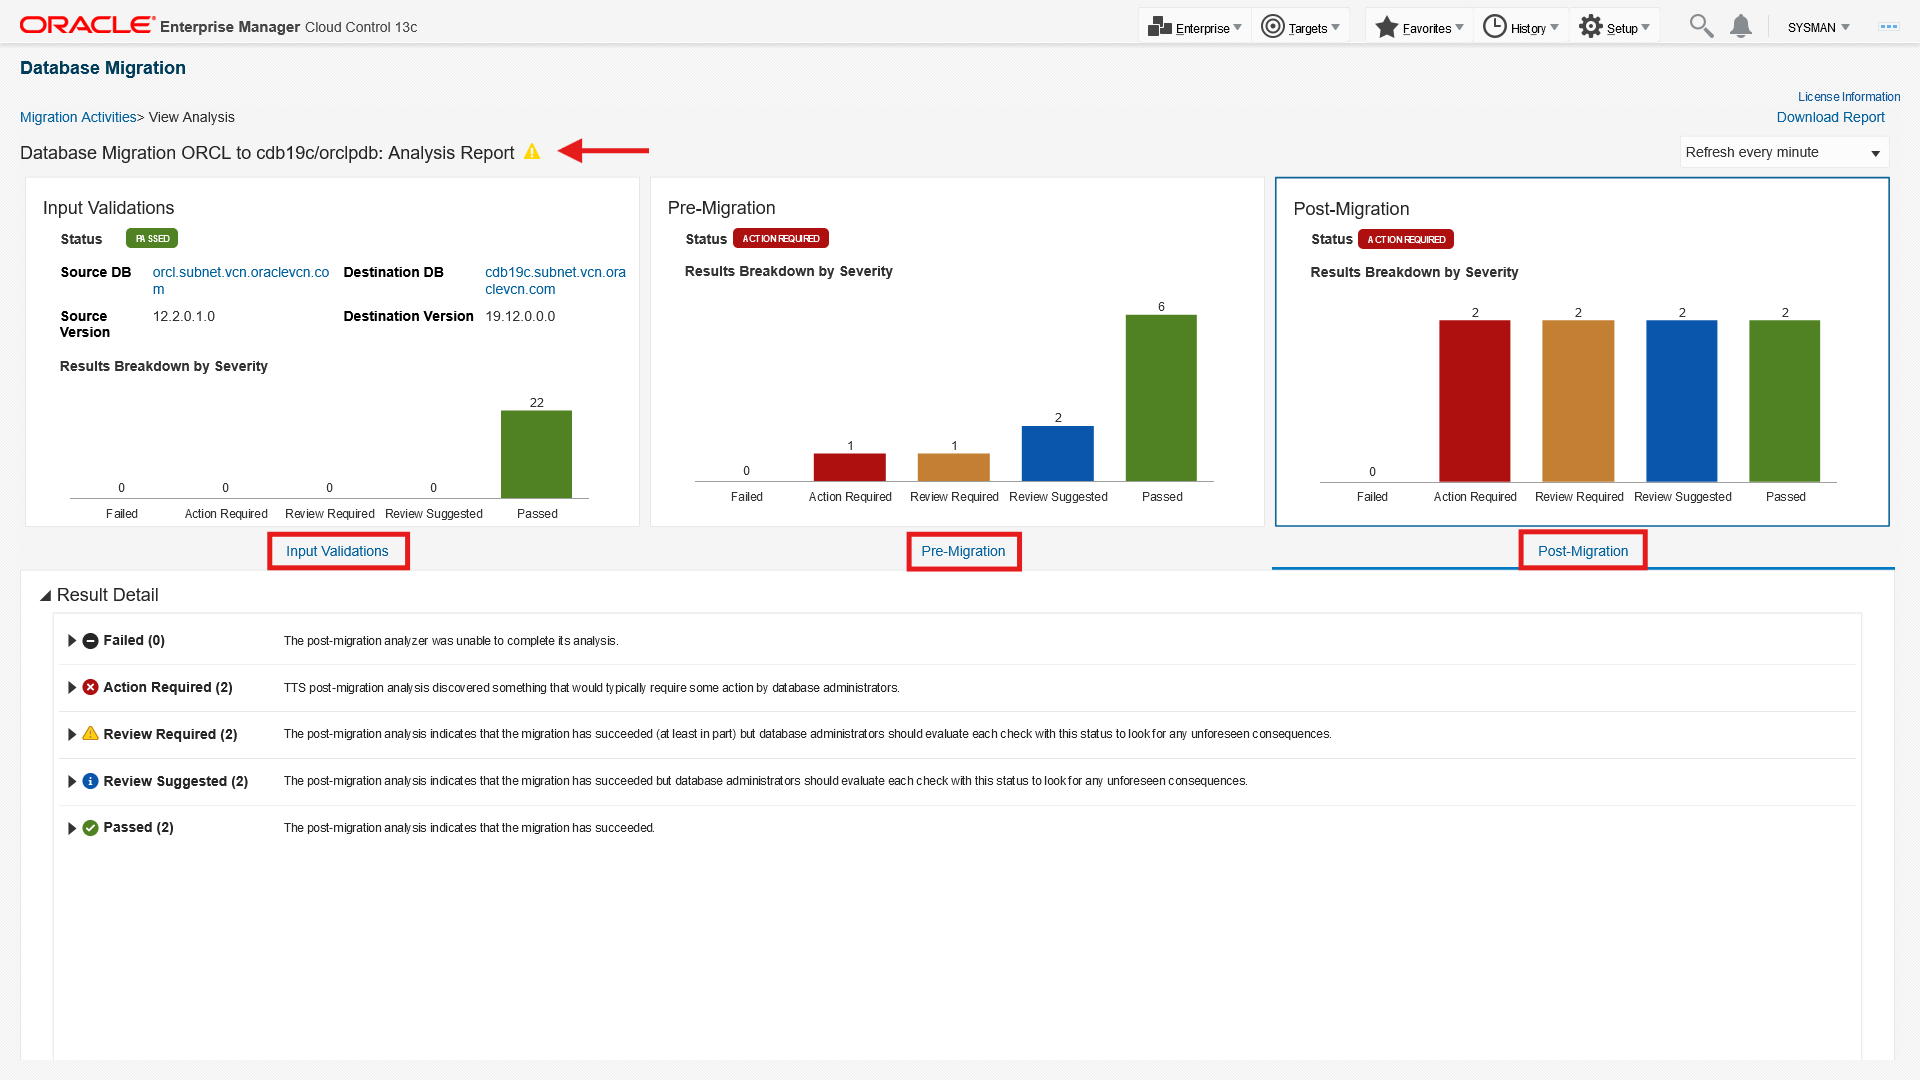 ORACLE Enterprise Manager Cloud Control 13c
Enterprise Targets Favorites History Setup SYSMAN
Database Migration
License Information
Migration Activities> View Analysis
Download Report
Database Migration ORCL to cdb19c/orclpdb: Analysis Report
Refresh every minute
Input Validations
Status PASSED
Source DB orcl.subnet.vcn.oraclevcn.co
m
Destination DB cdb19c.subnet.vcn.ora
clevcn.com
Source
Version
12.2.0.1.0
Destination Version 19.12.0.0.0
Results Breakdown by Severity
0 0 0 0 22
Failed Action Required Review Required Review Suggested Passed
Pre-Migration
Status ACTION REQUIRED
Results Breakdown by Severity
0 1 1 2 6
Failed Action Required Review Required Review Suggested Passed
Post-Migration
Status ACTION REQUIRED
Results Breakdown by Severity
0 2 2 2 2
Failed Action Required Review Required Review Suggested Passed
Input Validations Pre-Migration Post-Migration
Result Detail
Failed (0) The post-migration analyzer was unable to complete its analysis.
Action Required (2) TTS post-migration analysis discovered something that would typically require some action by database administrators.
Review Required (2) The post-migration analysis indicates that the migration has succeeded (at least in part) but database administrators should evaluate each check with this status to look for any unforeseen consequences.
Review Suggested (2) The post-migration analysis indicates that the migration has succeeded but database administrators should evaluate each check with this status to look for any unforeseen consequences.
Passed (2) The post-migration analysis indicates that the migration has succeeded.